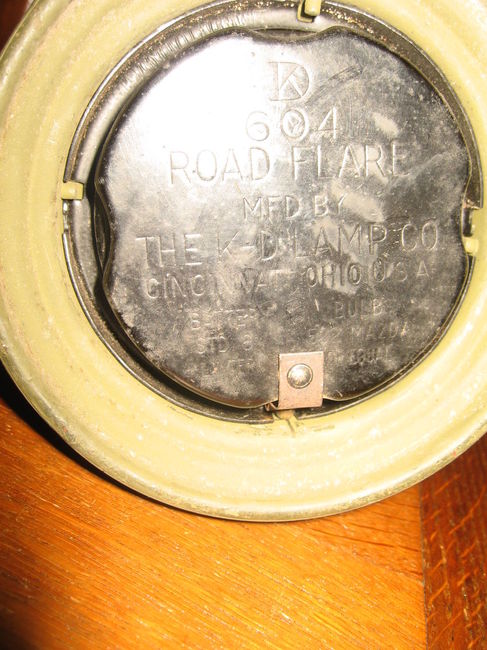 KD
604
ROAD FLARE
MFD BY
THE K-D LAMP CO
CINCINNATI OHIO U S A
BULB
MAZDA